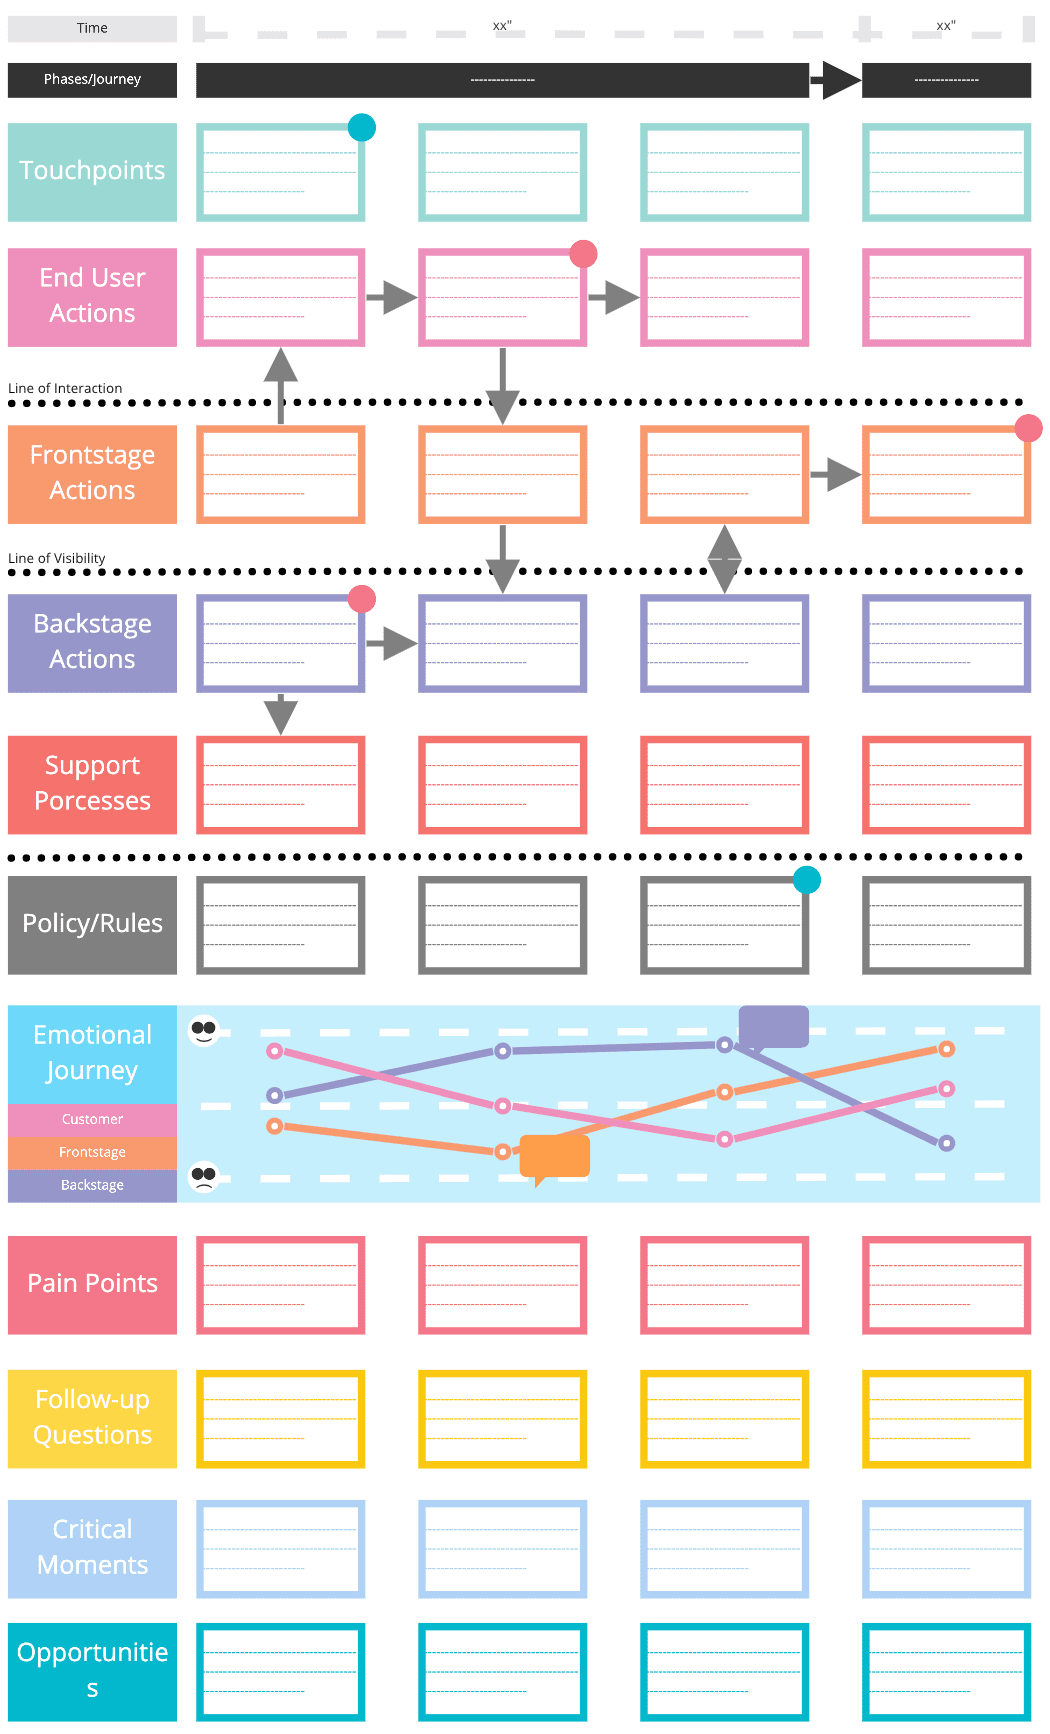 Time
xx"
xx"
Phases/Journey
---------------
---------------
Touchpoints
End User
Actions
Line of Interaction
Frontstage
Actions
Line of Visibility
Backstage
Actions
Support
Porcesses
Policy/Rules
Emotional
Journey
Customer
Frontstage
Backstage
Pain Points
Follow-up
Questions
Critical
Moments
Opportunitie
s